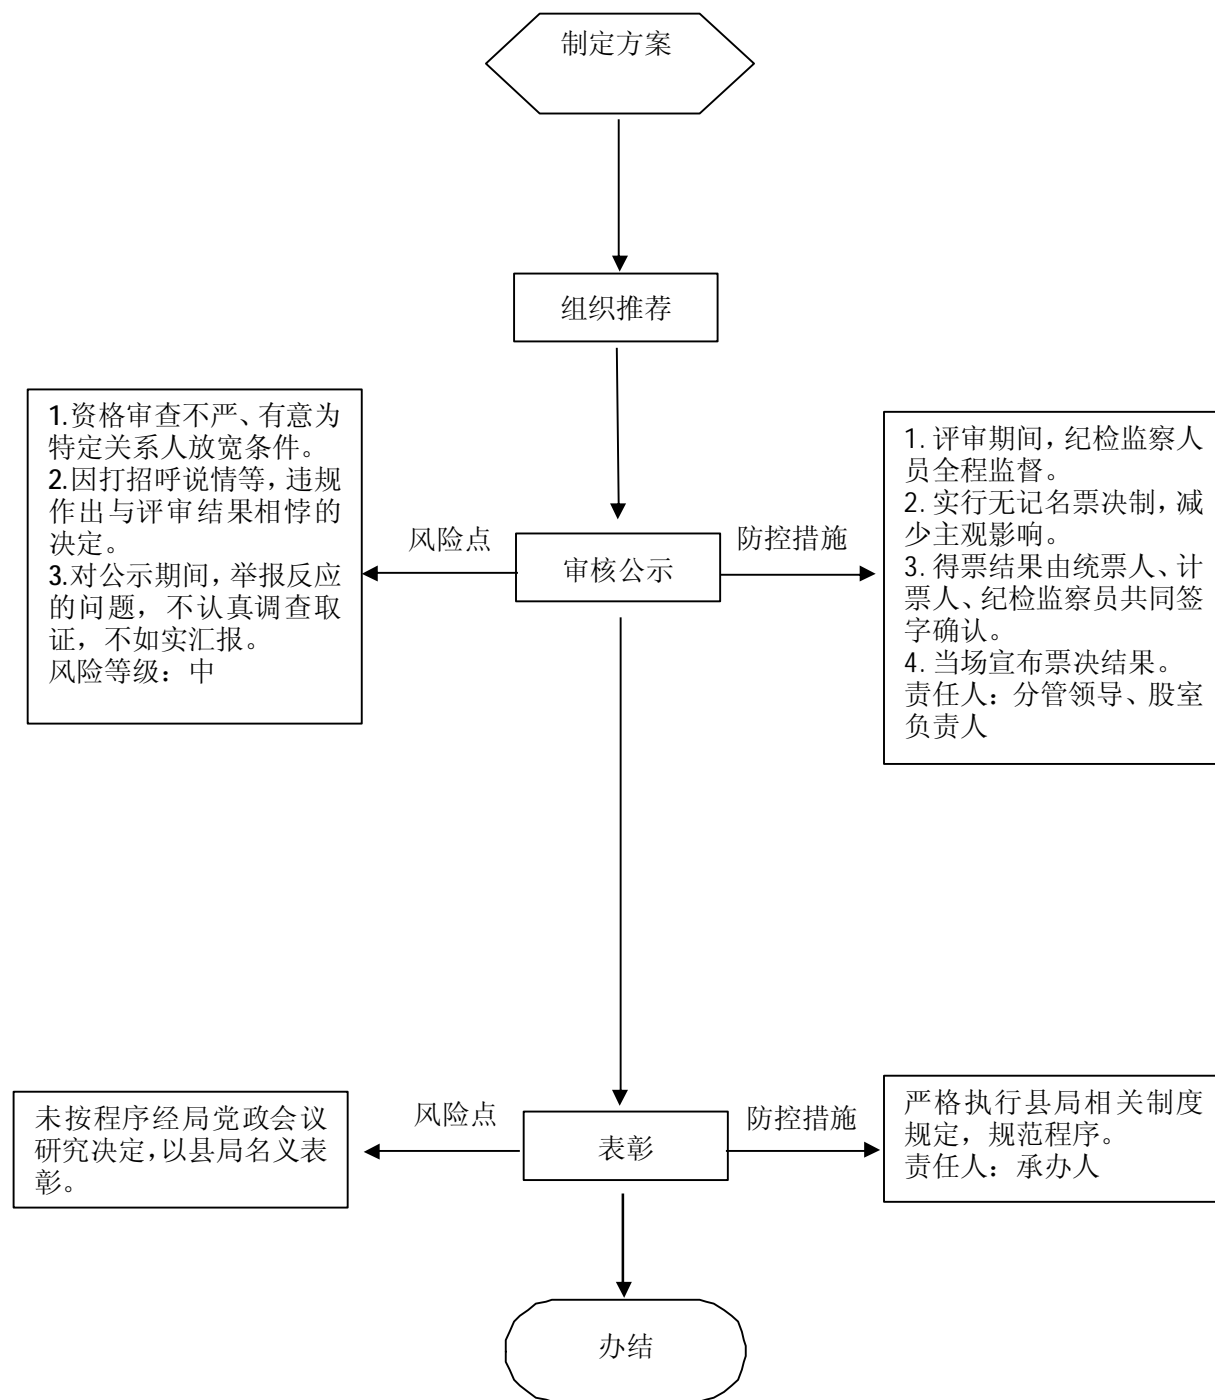 制定方案
组织推荐
1.资格审查不严、有意为
特定关系人放宽条件。
2.因打招呼说情等，违规
作出与评审结果相悖的
决定。
3.对公示期间，举报反应
的问题，不认真调查取
证，不如实汇报。
风险等级：中
风险点
审核公示
防控措施
1. 评审期间，纪检监察人
员全程监督。
2. 实行无记名票决制，减
少主观影响。
3. 得票结果由统票人、计
票人、纪检监察员共同签
字确认。
4. 当场宣布票决结果。
责任人：分管领导、股室
负责人
未按程序经局党政会议
研究决定，以县局名义表
彰。
风险点
表彰
防控措施
严格执行县局相关制度
规定，规范程序。
责任人：承办人
办结